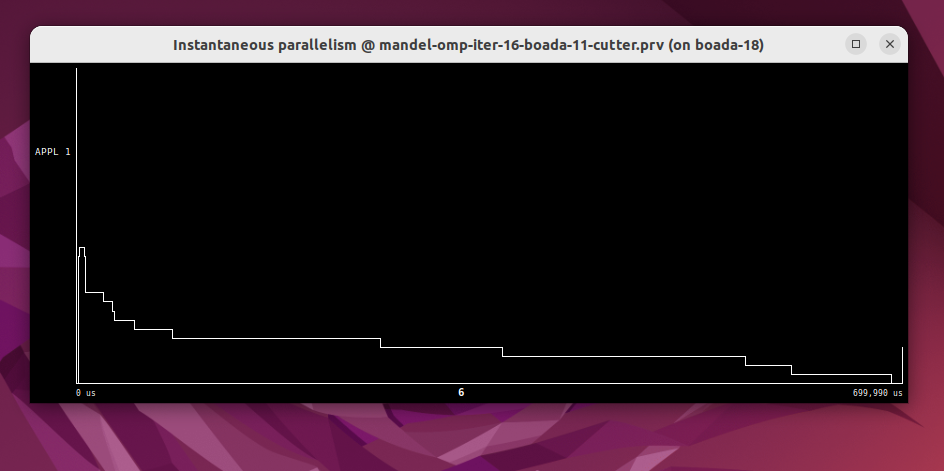 Instantaneous parallelism @ mandel-omp-iter-16-boada-11-cutter.prv (on boada-18)
APPL 1
0 us 6 699,990 us